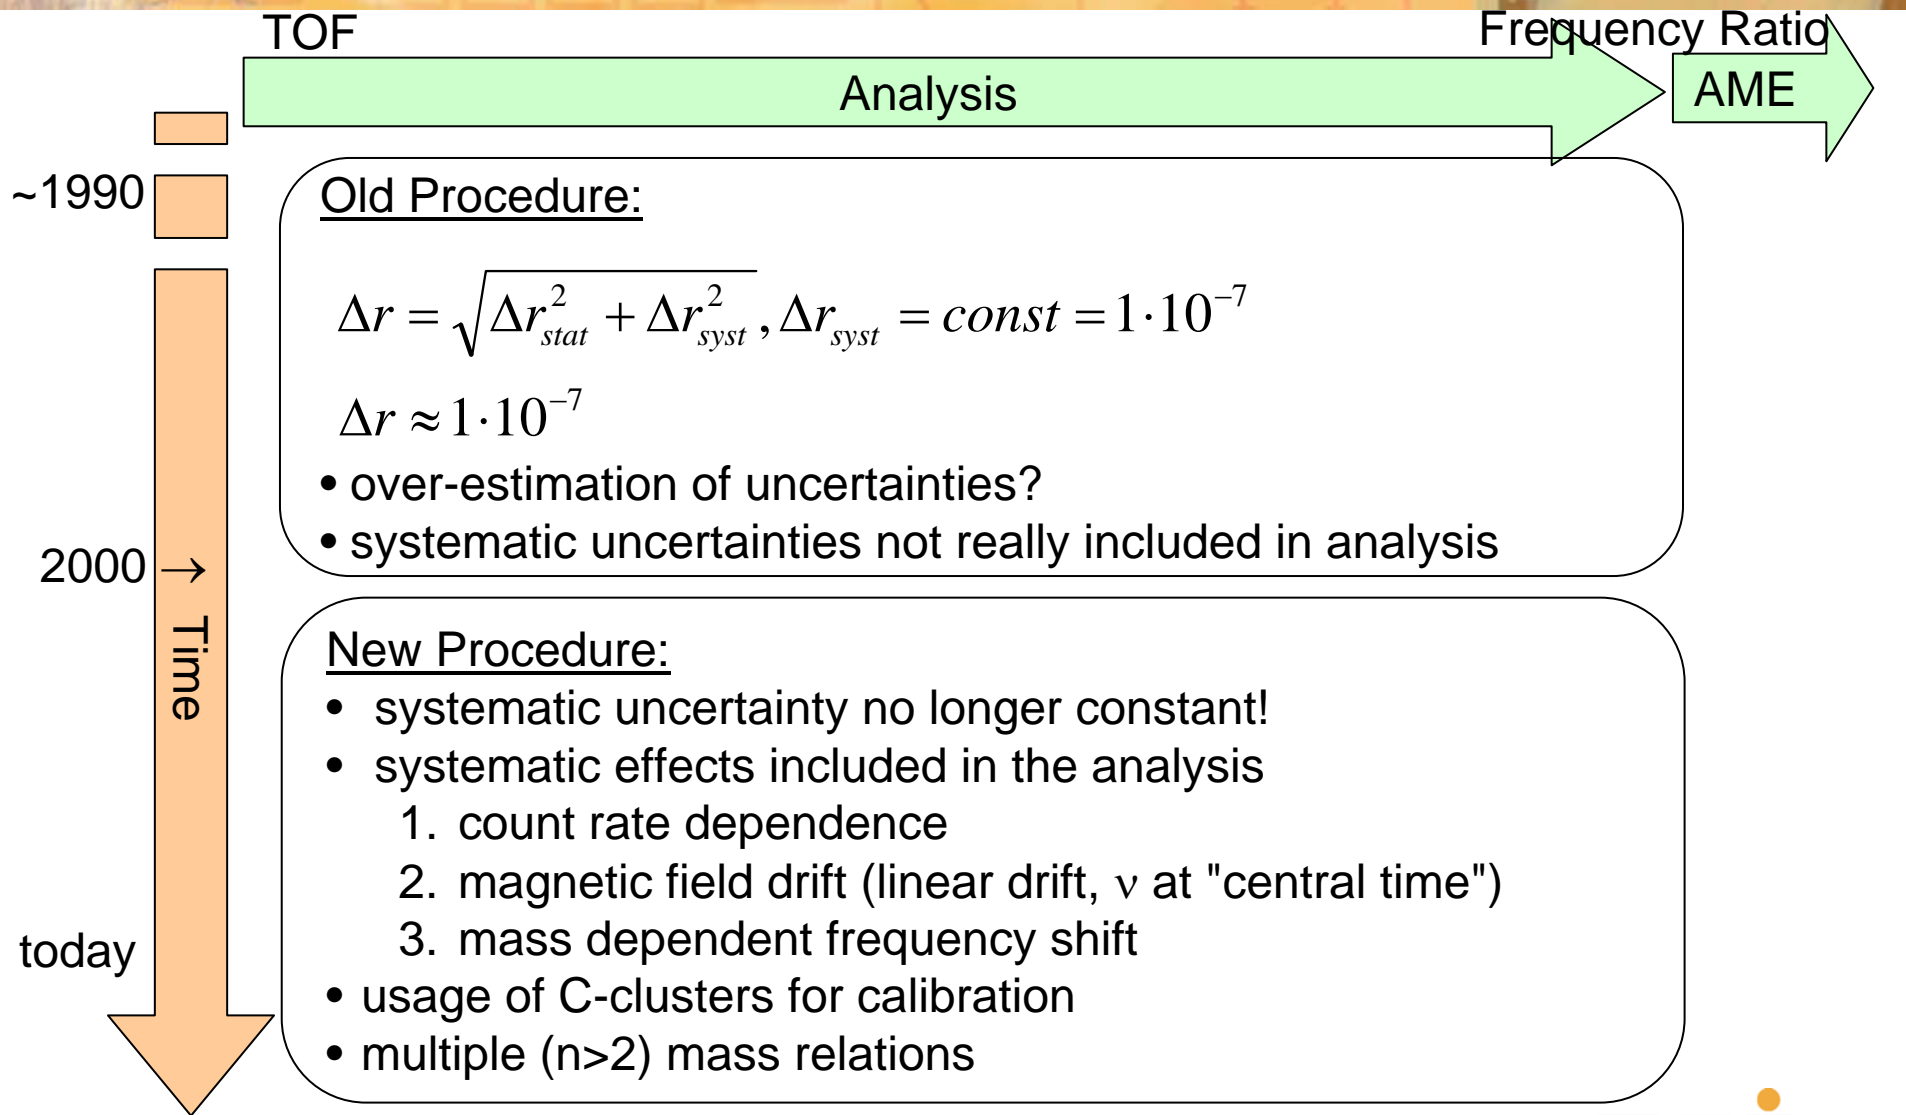 TOF
Frequency Ratio
Analysis
AME
~1990
Old Procedure:
Δr = √(Δr²stat + Δr²syst), Δrsyst = const = 1·10⁻⁷
Δr ≈ 1·10⁻⁷
• over-estimation of uncertainties?
• systematic uncertainties not really included in analysis
2000
→ Time
New Procedure:
• systematic uncertainty no longer constant!
• systematic effects included in the analysis
1. count rate dependence
2. magnetic field drift (linear drift, ν at "central time")
3. mass dependent frequency shift
today
• usage of C-clusters for calibration
• multiple (n>2) mass relations